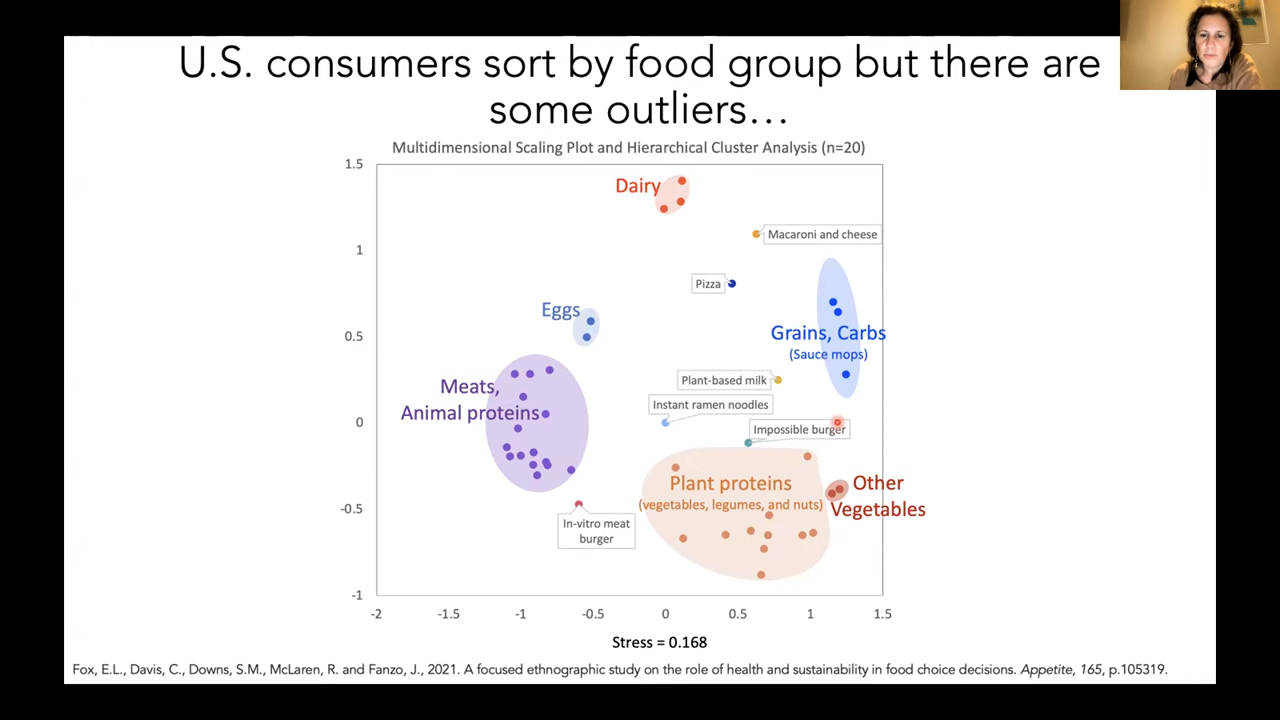 U.S. consumers sort by food group but there are
some outliers…
Multidimensional Scaling Plot and Hierarchical Cluster Analysis (n=20)
1.5
1
0.5
0
-0.5
-1
Dairy
Macaroni and cheese
Pizza
Eggs
Grains, Carbs
(Sauce mops)
Meats,
Animal proteins
Plant-based milk
Instant ramen noodles
Impossible burger
Plant proteins
(vegetables, legumes, and nuts)
Other
Vegetables
In-vitro meat
burger
-2 -1.5 -1 -0.5 0 0.5 1 1.5
Stress = 0.168
Fox, E.L., Davis, C., Downs, S.M., McLaren, R. and Fanzo, J., 2021. A focused ethnographic study on the role of health and sustainability in food choice decisions. Appetite, 165, p.105319.